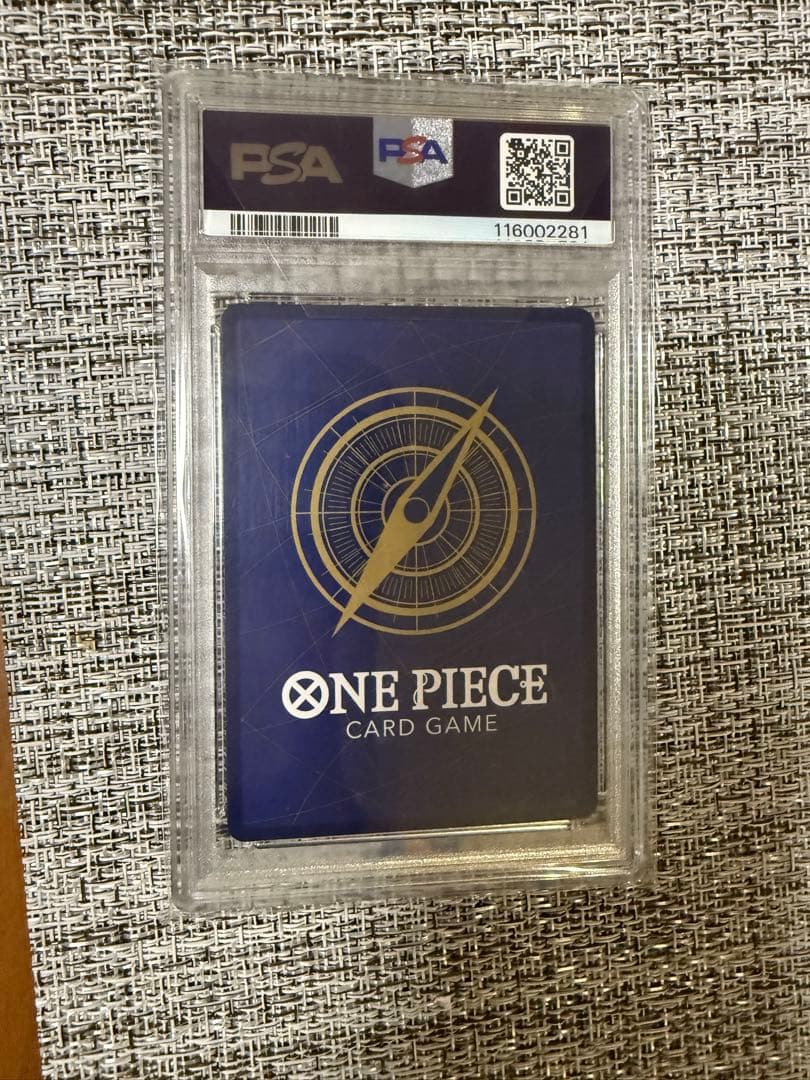 PSA
PSA
116002281
ONE PIECE
CARD GAME